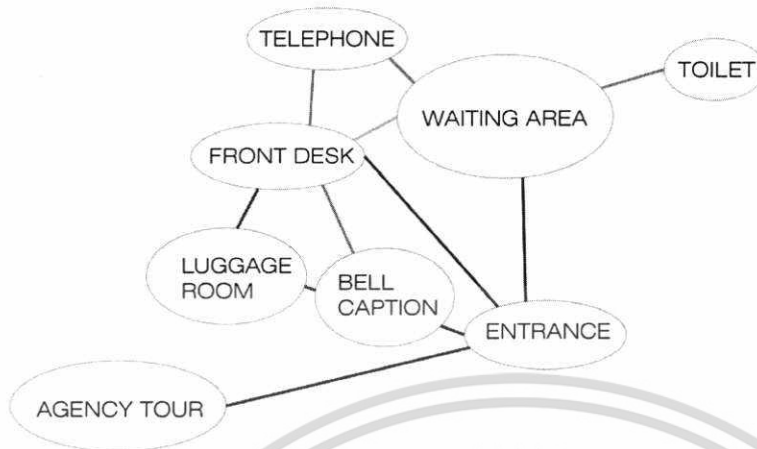 TELEPHONE
TOILET
WAITING AREA
FRONT DESK
LUGGAGE
ROOM
BELL
CAPTION
ENTRANCE
AGENCY TOUR